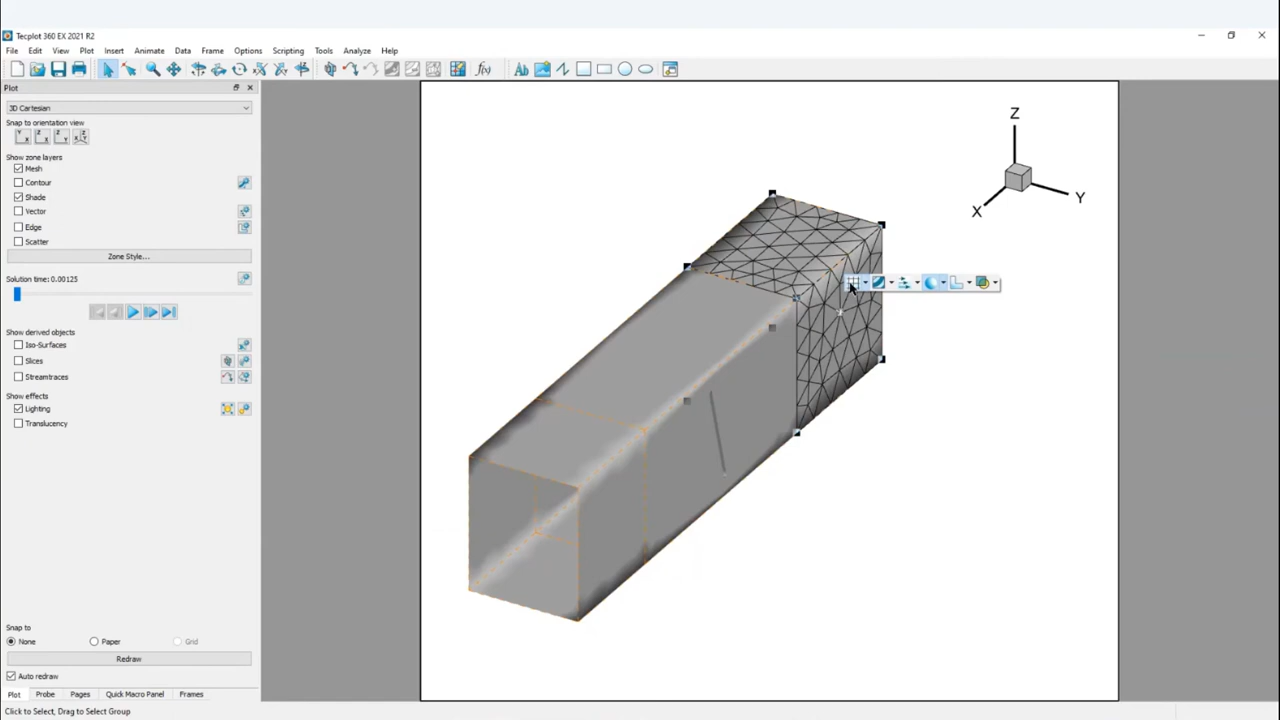 Tecplot 360 EX 2021 R2
File Edit View Plot Insert Animate Data Frame Options Scripting Tools Analyze Help
Plot
3D Cartesian
Snap to orientation view
Show zone layers
Mesh
Contour
Shade
Vector
Edge
Scatter
Zone Style...
Solution time: 0.00125
Show derived objects
Iso-Surfaces
Slices
Streamtraces
Show effects
Lighting
Translucency
Z
Y
X
Snap to
None Paper Grid
Redraw
Auto redraw
Plot Probe Pages Quick Macro Panel Frames
Click to Select, Drag to Select Group